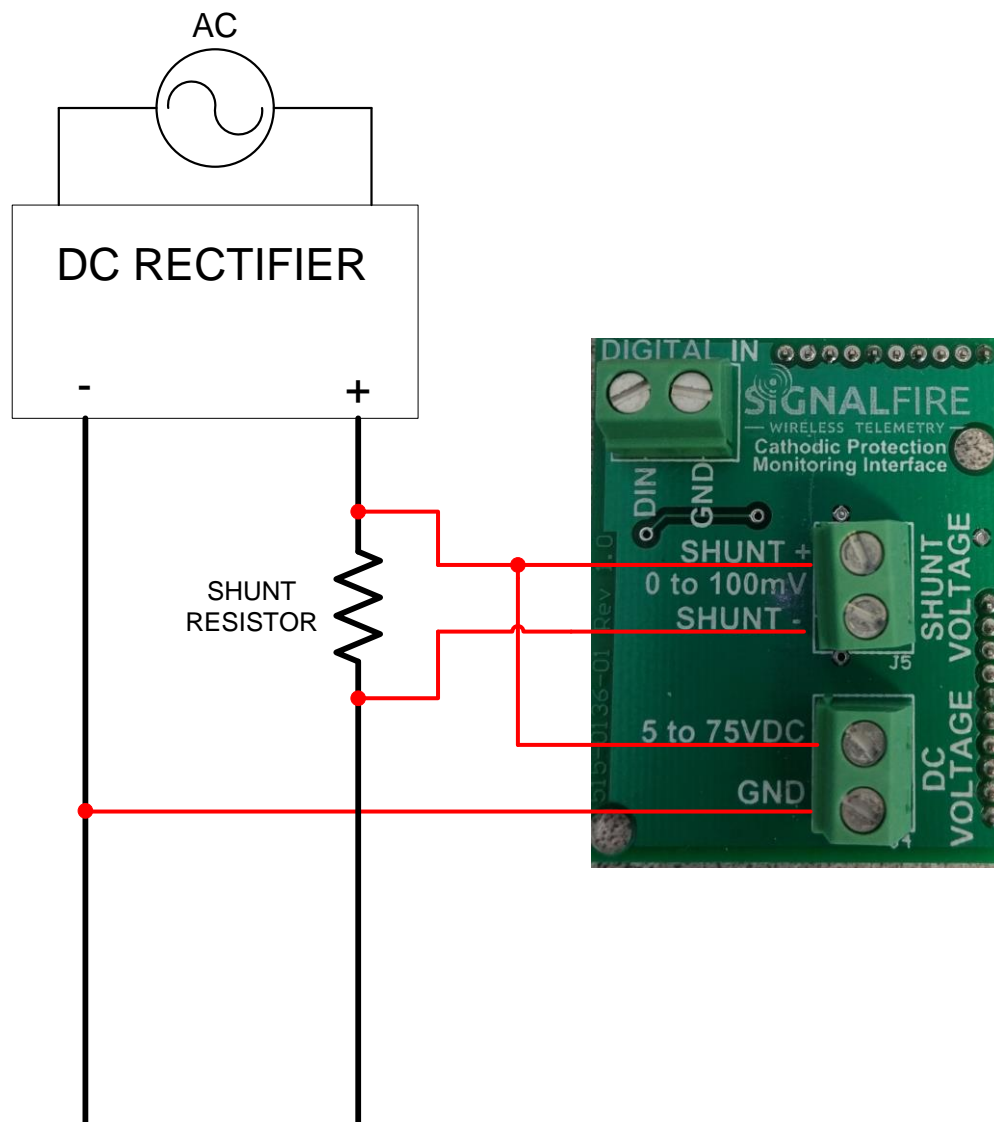 AC
DC RECTIFIER
-
+
SHUNT
RESISTOR
DIGITAL IN
SIGNALFIRE
WIRELESS TELEMETRY
Cathodic Protection
Monitoring Interface
DIN
GND
SHUNT +
0 to 100mV
SHUNT -
SHUNT
VOLTAGE
J5
5 to 75VDC
GND
DC
VOLTAGE